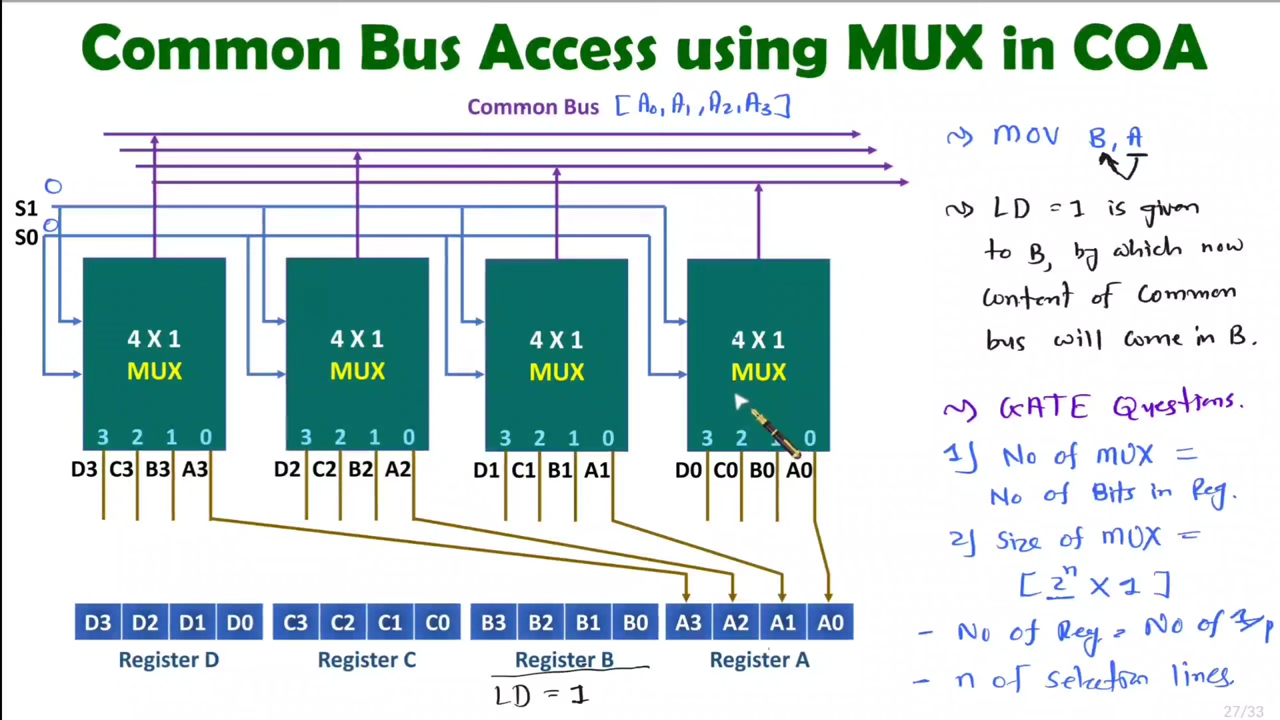 Common Bus Access using MUX in COA
Common Bus [A0, A1, A2, A3]
0
S1
0
S0
4 X 1
MUX
3 2 1 0
D3 C3 B3 A3
4 X 1
MUX
3 2 1 0
D2 C2 B2 A2
4 X 1
MUX
3 2 1 0
D1 C1 B1 A1
4 X 1
MUX
3 2 1 0
D0 C0 B0 A0
D3 D2 D1 D0
Register D
C3 C2 C1 C0
Register C
B3 B2 B1 B0
Register B
LD = 1
A3 A2 A1 A0
Register A
~> MOV B, A
~> LD = 1 is given
to B, by which now
content of common
bus will come in B.
~> GATE Questions.
1] No of MUX =
No of Bits in Reg.
2] Size of MUX =
[2^n X 1]
- No of Reg = No of I/p
- n of selection lines
27/33